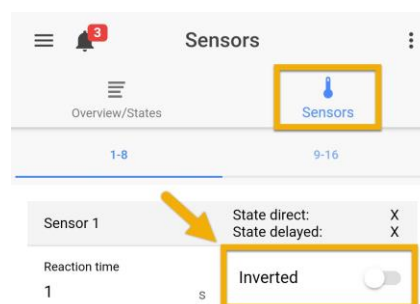 3
Sensors
Overview/States
Sensors
1-8
9-16
Sensor 1
State direct: X
State delayed: X
Reaction time
1 s
Inverted